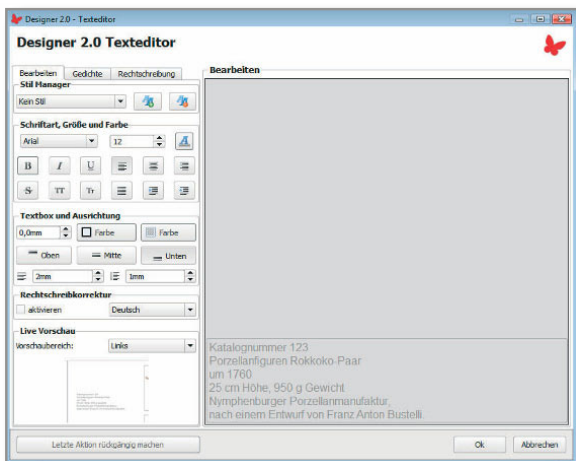 Designer 2.0 - Texteditor
Designer 2.0 Texteditor
Bearbeiten Gedichte Rechtschreibung
Stil Manager
Kein Stil
Schriftart, Größe und Farbe
Arial 12 A
B I U
S TT Tr
Textbox und Ausrichtung
0,0mm Farbe Farbe
Oben Mitte Unten
2mm 1mm
Rechtschreibkorrektur
aktivieren Deutsch
Live Vorschau
Vorschaubereich: Links
Letzte Aktion rückgängig machen
Bearbeiten
Katalognummer 123
Porzellanfiguren Rokkoko-Paar
um 1760
25 cm Höhe, 950 g Gewicht
Nymphenburger Porzellanmanufaktur,
nach einem Entwurf von Franz Anton Bustelli
Ok Abbrechen